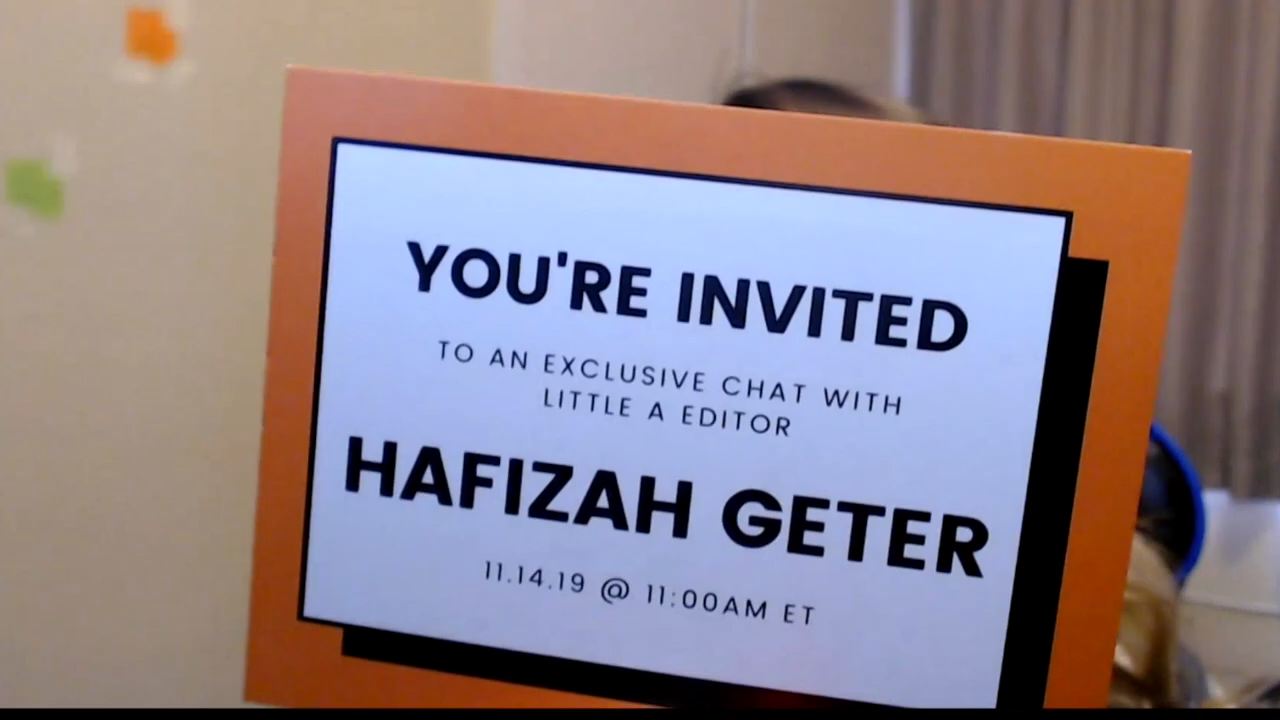 YOU'RE INVITED
TO AN EXCLUSIVE CHAT WITH
LITTLE A EDITOR
HAFIZAH GETER
11.14.19 @ 11:00AM ET